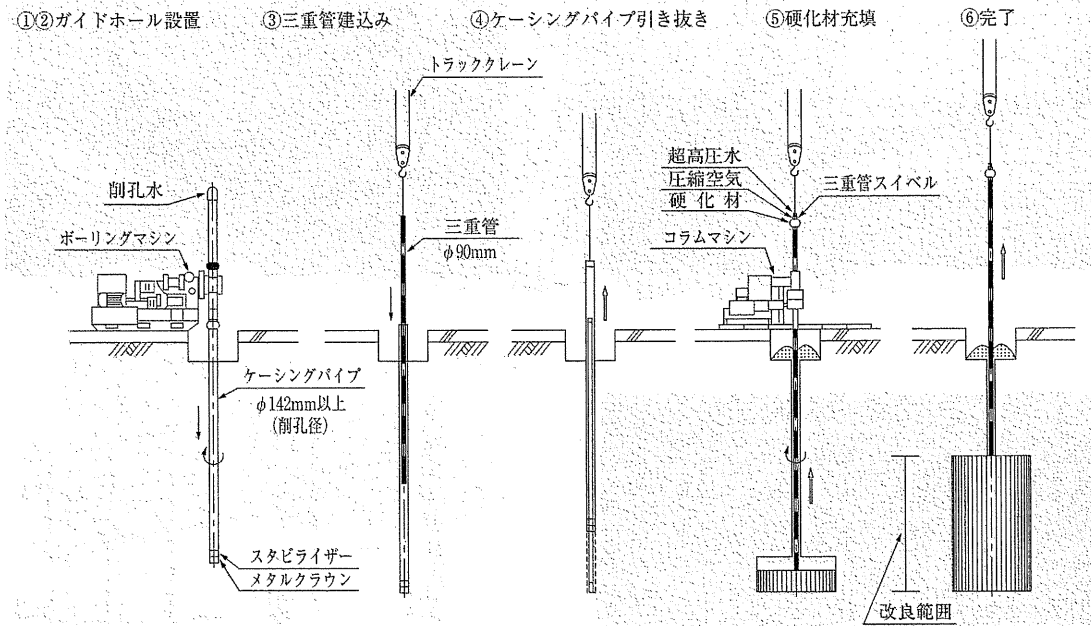 ①②ガイドホール設置
③三重管建込み
④ケーシングパイプ引き抜き
⑤硬化材充填
⑥完了
トラッククレーン
削孔水
ボーリングマシン
三重管
φ90mm
超高圧水
圧縮空気
硬化材
三重管スイベル
コラムマシン
ケーシングパイプ
φ142mm以上
(削孔径)
スタビライザー
メタルクラウン
改良範囲